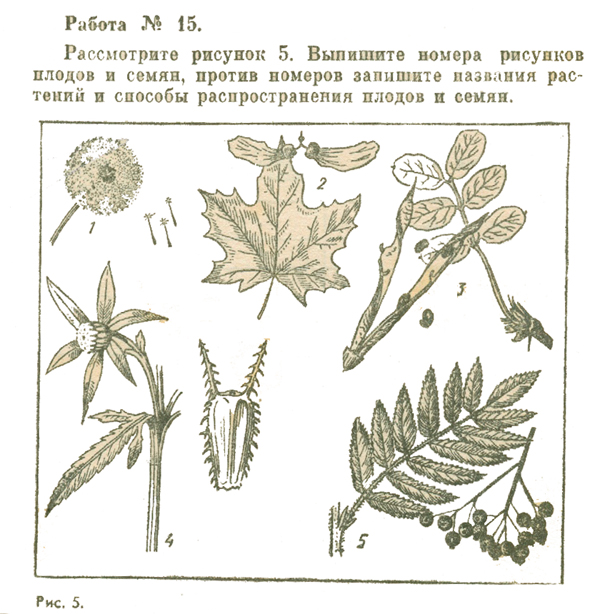 Работа № 15.
Рассмотрите рисунок 5. Выпишите номера рисунков
плодов и семян, против номеров запишите названия рас-
тений и способы распространения плодов и семян.
1
2
3
4
5
Рис. 5.